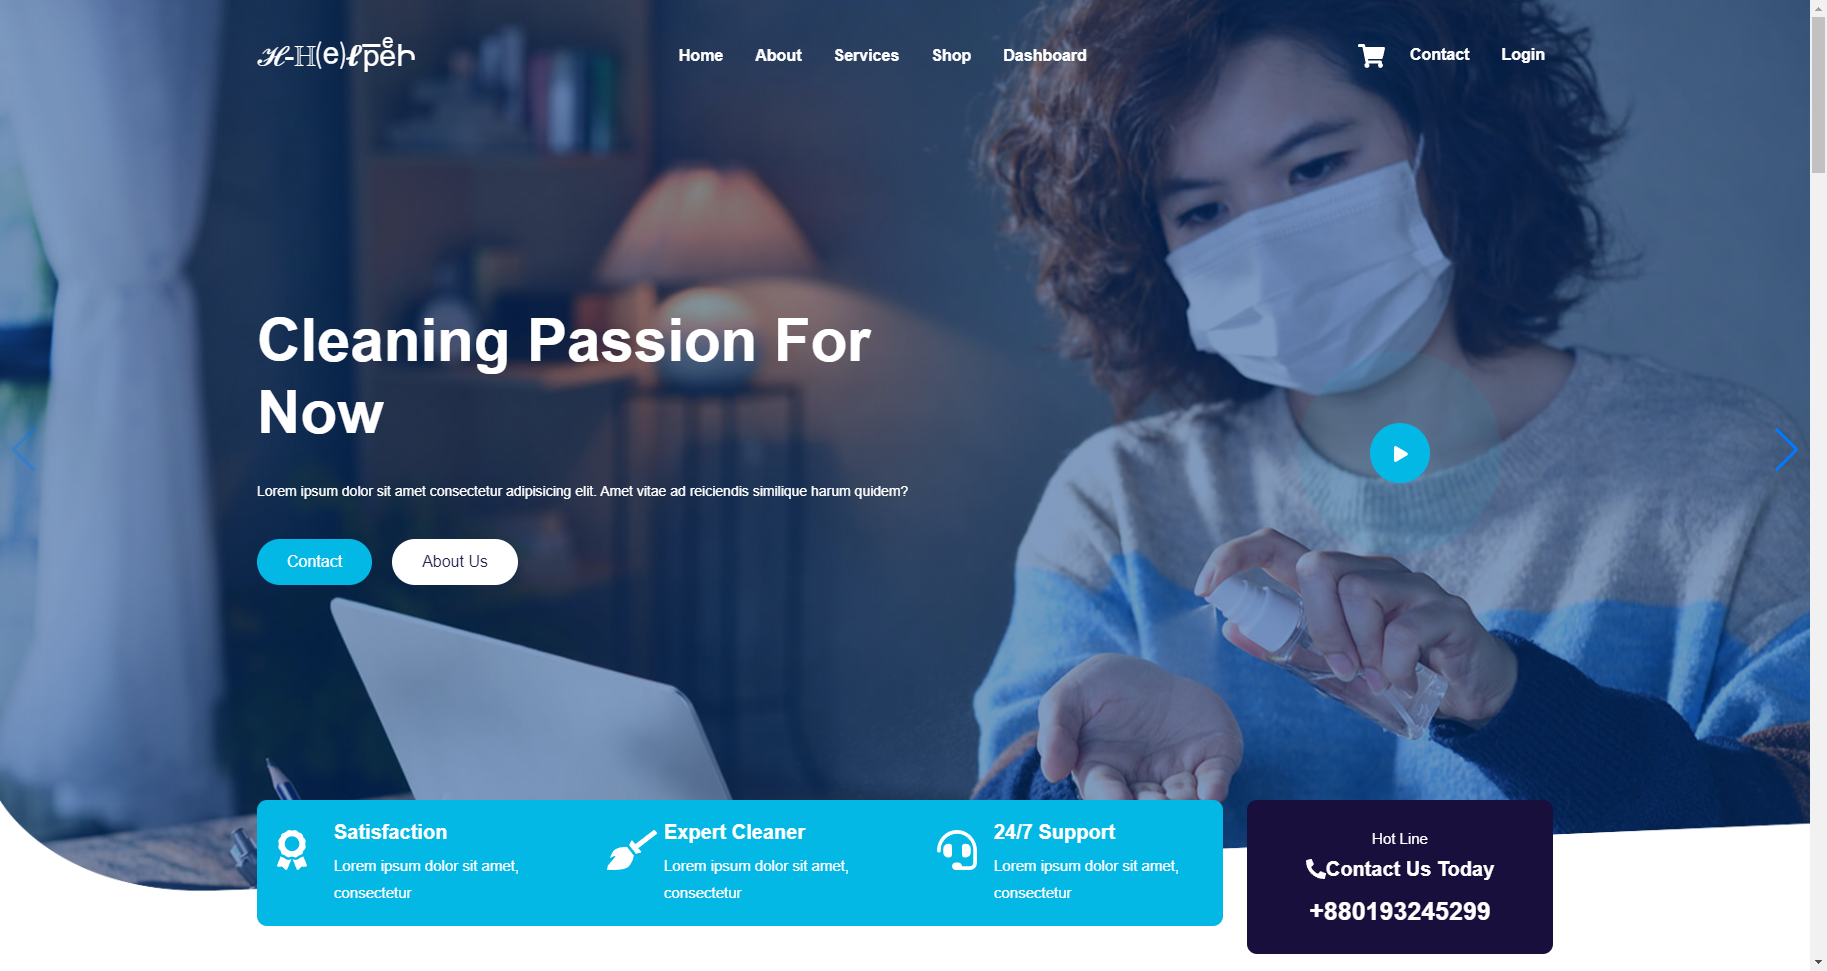 ℋ-ℍ(e)ℓp̅eͤh
Home About Services Shop Dashboard Contact Login
Cleaning Passion For
Now
Lorem ipsum dolor sit amet consectetur adipisicing elit. Amet vitae ad reiciendis similique harum quidem?
Contact About Us
Satisfaction
Lorem ipsum dolor sit amet,
consectetur
Expert Cleaner
Lorem ipsum dolor sit amet,
consectetur
24/7 Support
Lorem ipsum dolor sit amet,
consectetur
Hot Line
Contact Us Today
+880193245299